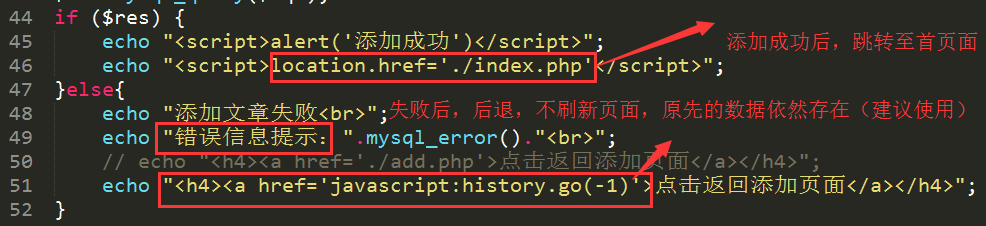 44 if ($res) {
45 echo "<script>alert('添加成功')</script>";
添加成功后，跳转至首页面
46 echo "<script>location.href='./index.php'</script>";
47 }else{
48 echo "添加文章失败<br>"; 失败后，后退，不刷新页面，原先的数据依然存在（建议使用）
49 echo "错误信息提示：".mysql_error()."<br>";
50 // echo "<h4><a href='./add.php'>点击返回添加页面</a></h4>";
51 echo "<h4><a href='javascript:history.go(-1)'>点击返回添加页面</a></h4>";
52 }